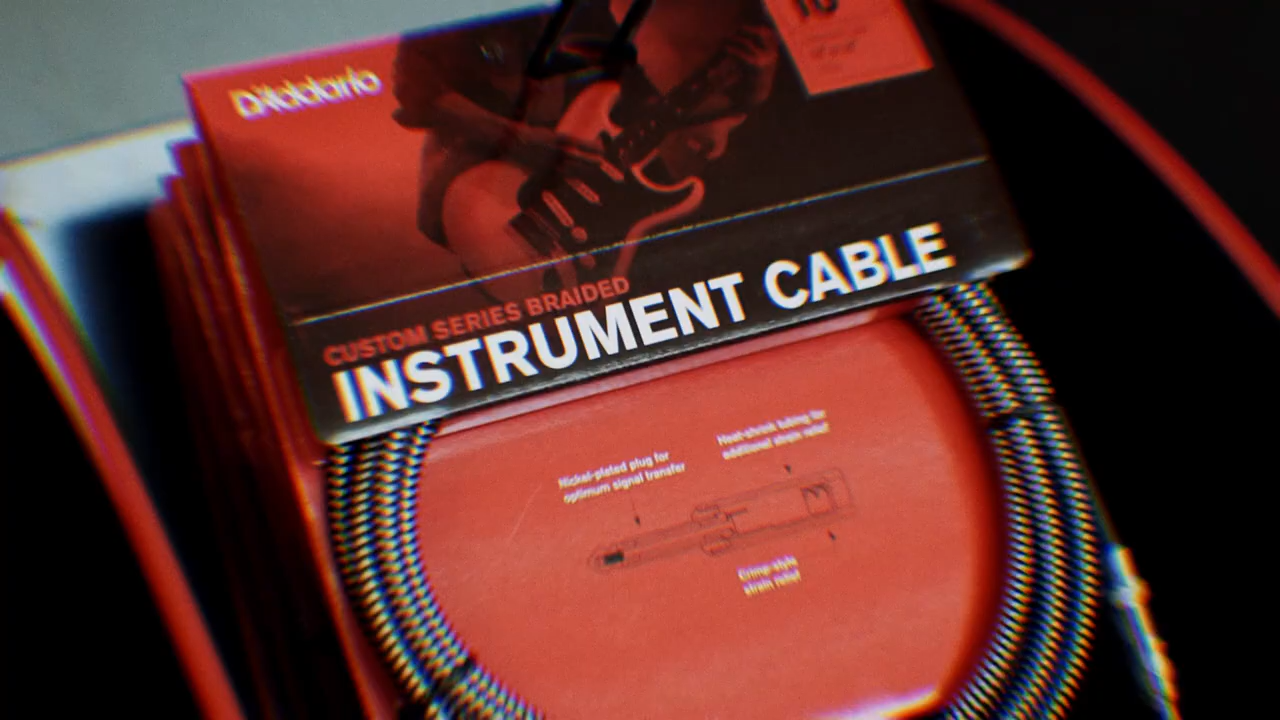 D'Addario
10
CUSTOM SERIES BRAIDED
INSTRUMENT CABLE
Nickel-plated plug for
optimum signal transfer
Heat-shrink tubing for
additional strain relief
Crimp-style
strain relief